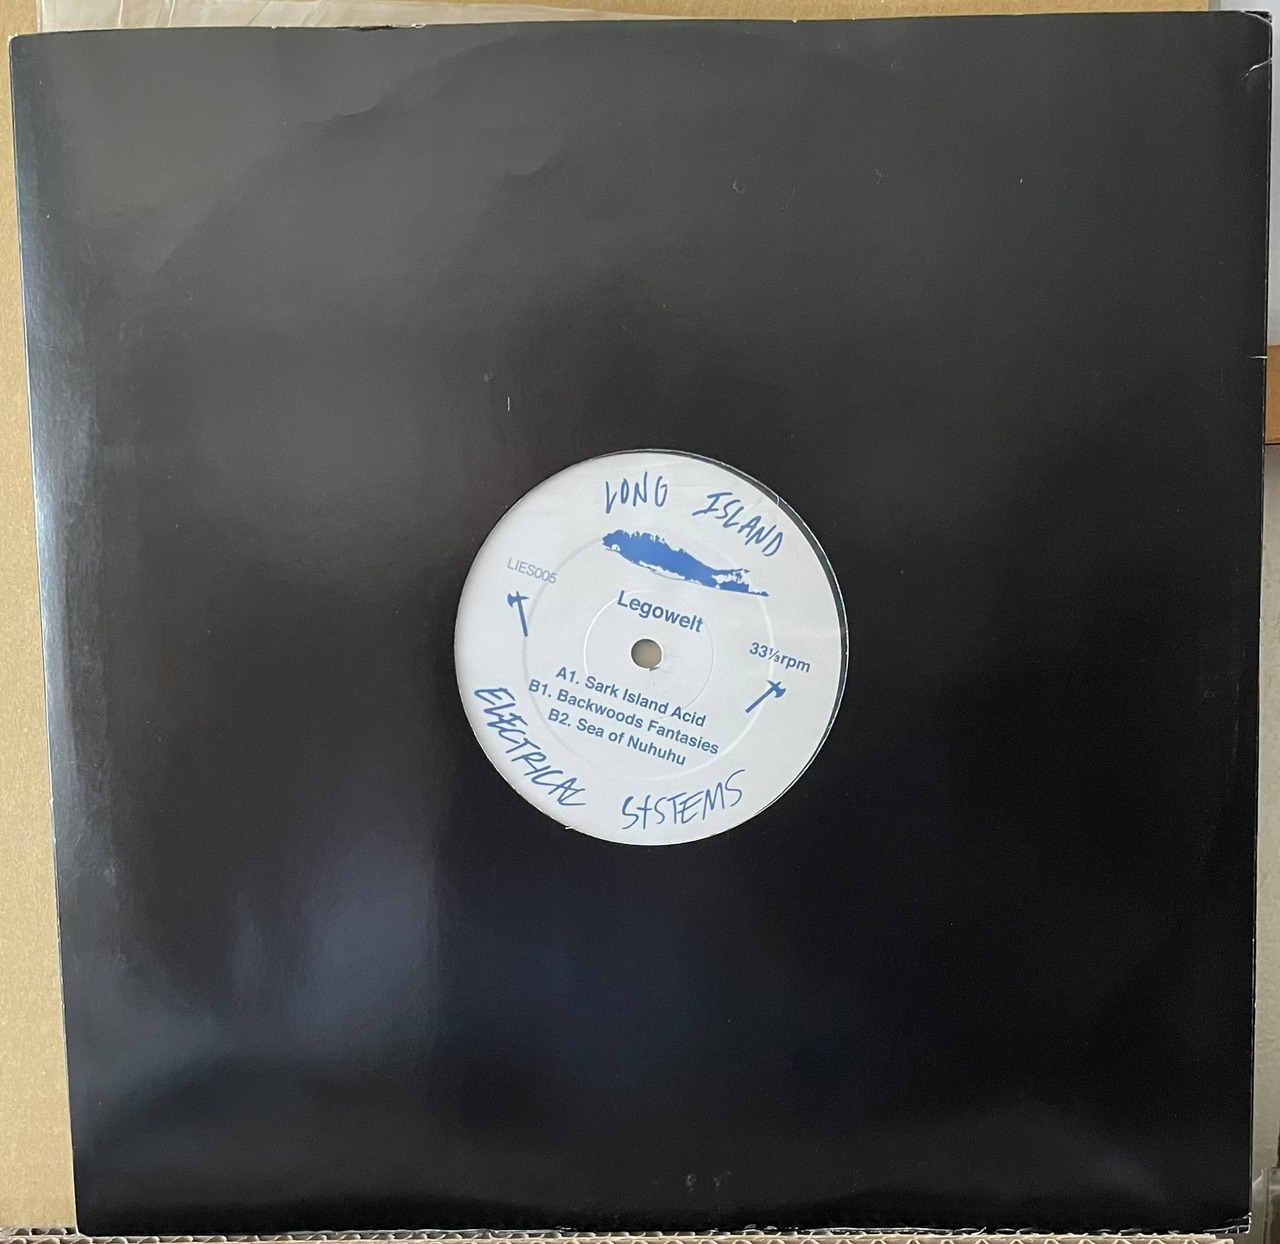 LONG ISLAND
LIES005
Legowelt
33⅓rpm
A1. Sark Island Acid
B1. Backwoods Fantasies
B2. Sea of Nuhuhu
ELECTRICAL SYSTEMS